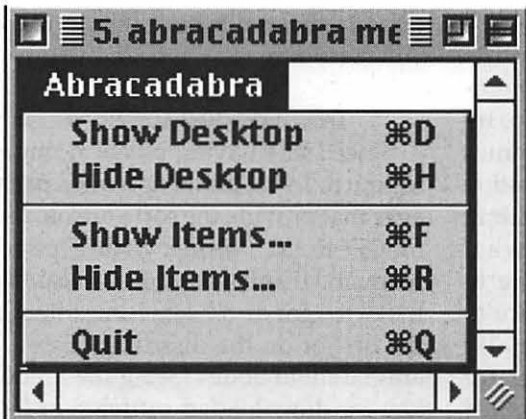 5. abracadabra me
Abracadabra
Show Desktop ⌘D
Hide Desktop ⌘H
Show Items... ⌘F
Hide Items... ⌘R
Quit ⌘Q